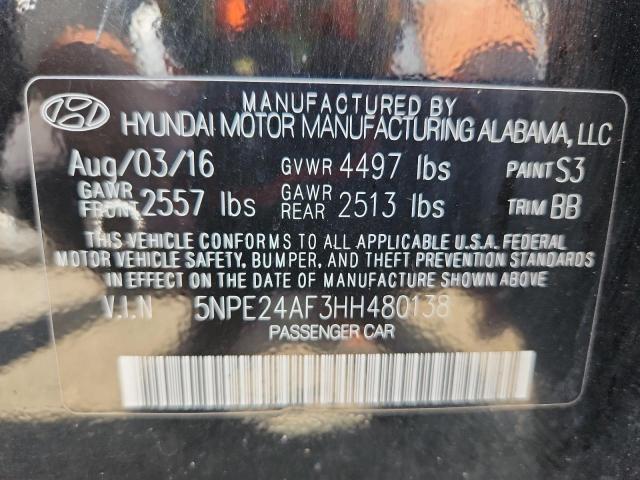 MANUFACTURED BY
HYUNDAI MOTOR MANUFACTURING ALABAMA, LLC
Aug/03/16 GVWR 4497 lbs PAINT S3
GAWR FRONT 2557 lbs GAWR REAR 2513 lbs TRIM BB
THIS VEHICLE CONFORMS TO ALL APPLICABLE U.S.A. FEDERAL
MOTOR VEHICLE SAFETY, BUMPER, AND THEFT PREVENTION STANDARDS
IN EFFECT ON THE DATE OF MANUFACTURE SHOWN ABOVE
V.I.N 5NPE24AF3HH480138
PASSENGER CAR